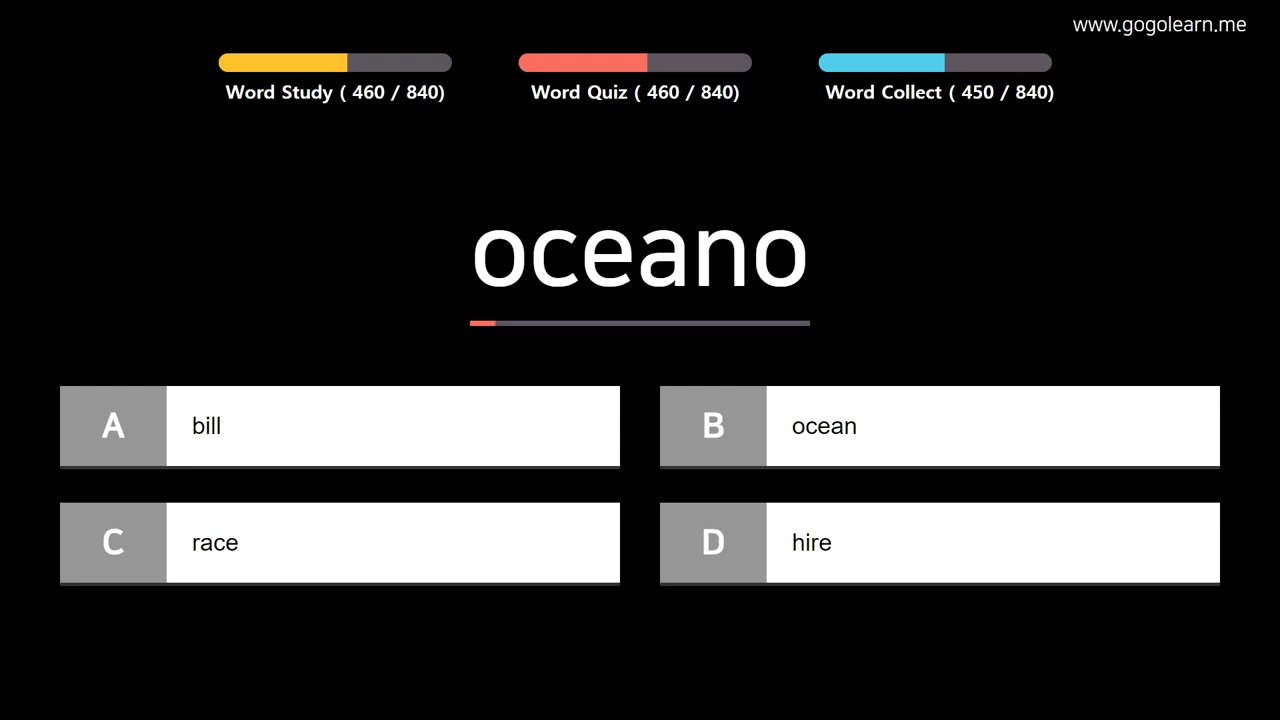 www.gogolearn.me
Word Study ( 460 / 840)
Word Quiz ( 460 / 840)
Word Collect ( 450 / 840)
oceano
A bill
B ocean
C race
D hire